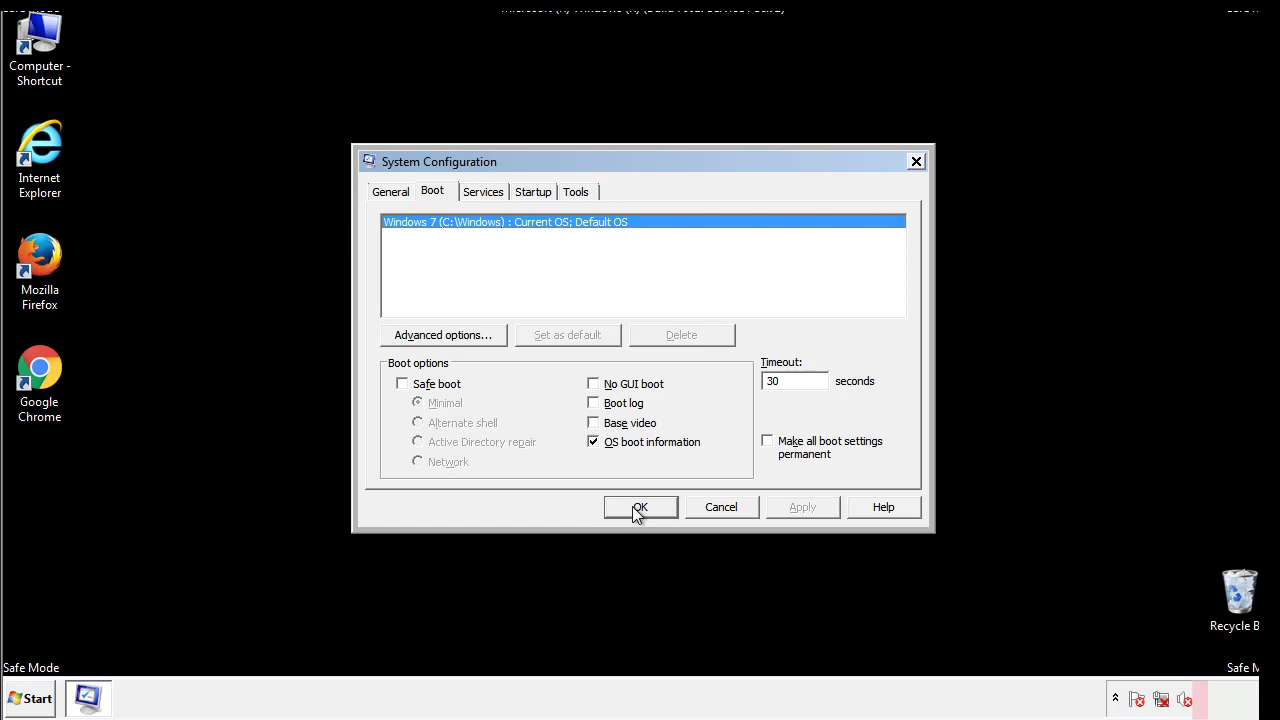 Computer -
Shortcut
Internet
Explorer
Mozilla
Firefox
Google
Chrome
System Configuration
General
Boot
Services
Startup
Tools
Windows 7 (C:\Windows) : Current OS; Default OS
Advanced options...
Set as default
Delete
Boot options
Safe boot
Minimal
Alternate shell
Active Directory repair
Network
No GUI boot
Boot log
Base video
OS boot information
Timeout:
30 seconds
Make all boot settings
permanent
OK
Cancel
Apply
Help
Recycle B
Safe Mode
Safe M
Start